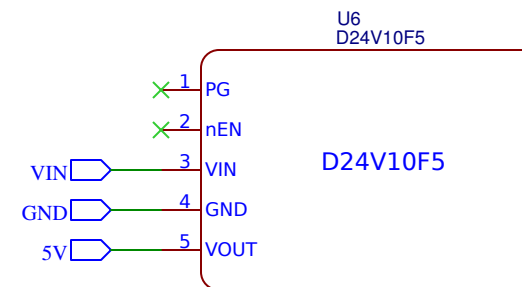 U6
D24V10F5
1 PG
2 nEN
D24V10F5
VIN 3 VIN
GND 4 GND
5V 5 VOUT